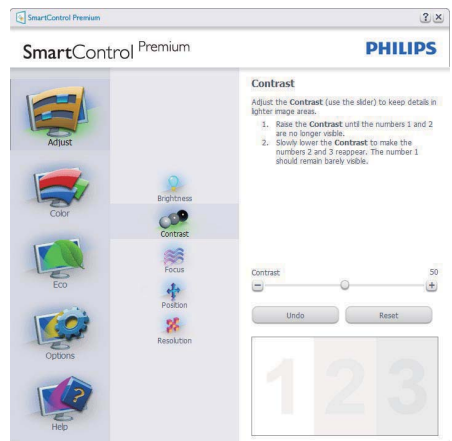 SmartControl Premium
SmartControl Premium
PHILIPS
Adjust
Color
Eco
Options
Help
Brightness
Contrast
Focus
Position
Resolution
Contrast
Adjust the Contrast (use the slider) to keep details in
lighter image areas.
1. Raise the Contrast until the numbers 1 and 2
are no longer visible.
2. Slowly lower the Contrast to make the
numbers 2 and 3 reappear. The number 1
should remain barely visible.
Contrast 50
Undo Reset
1 2 3